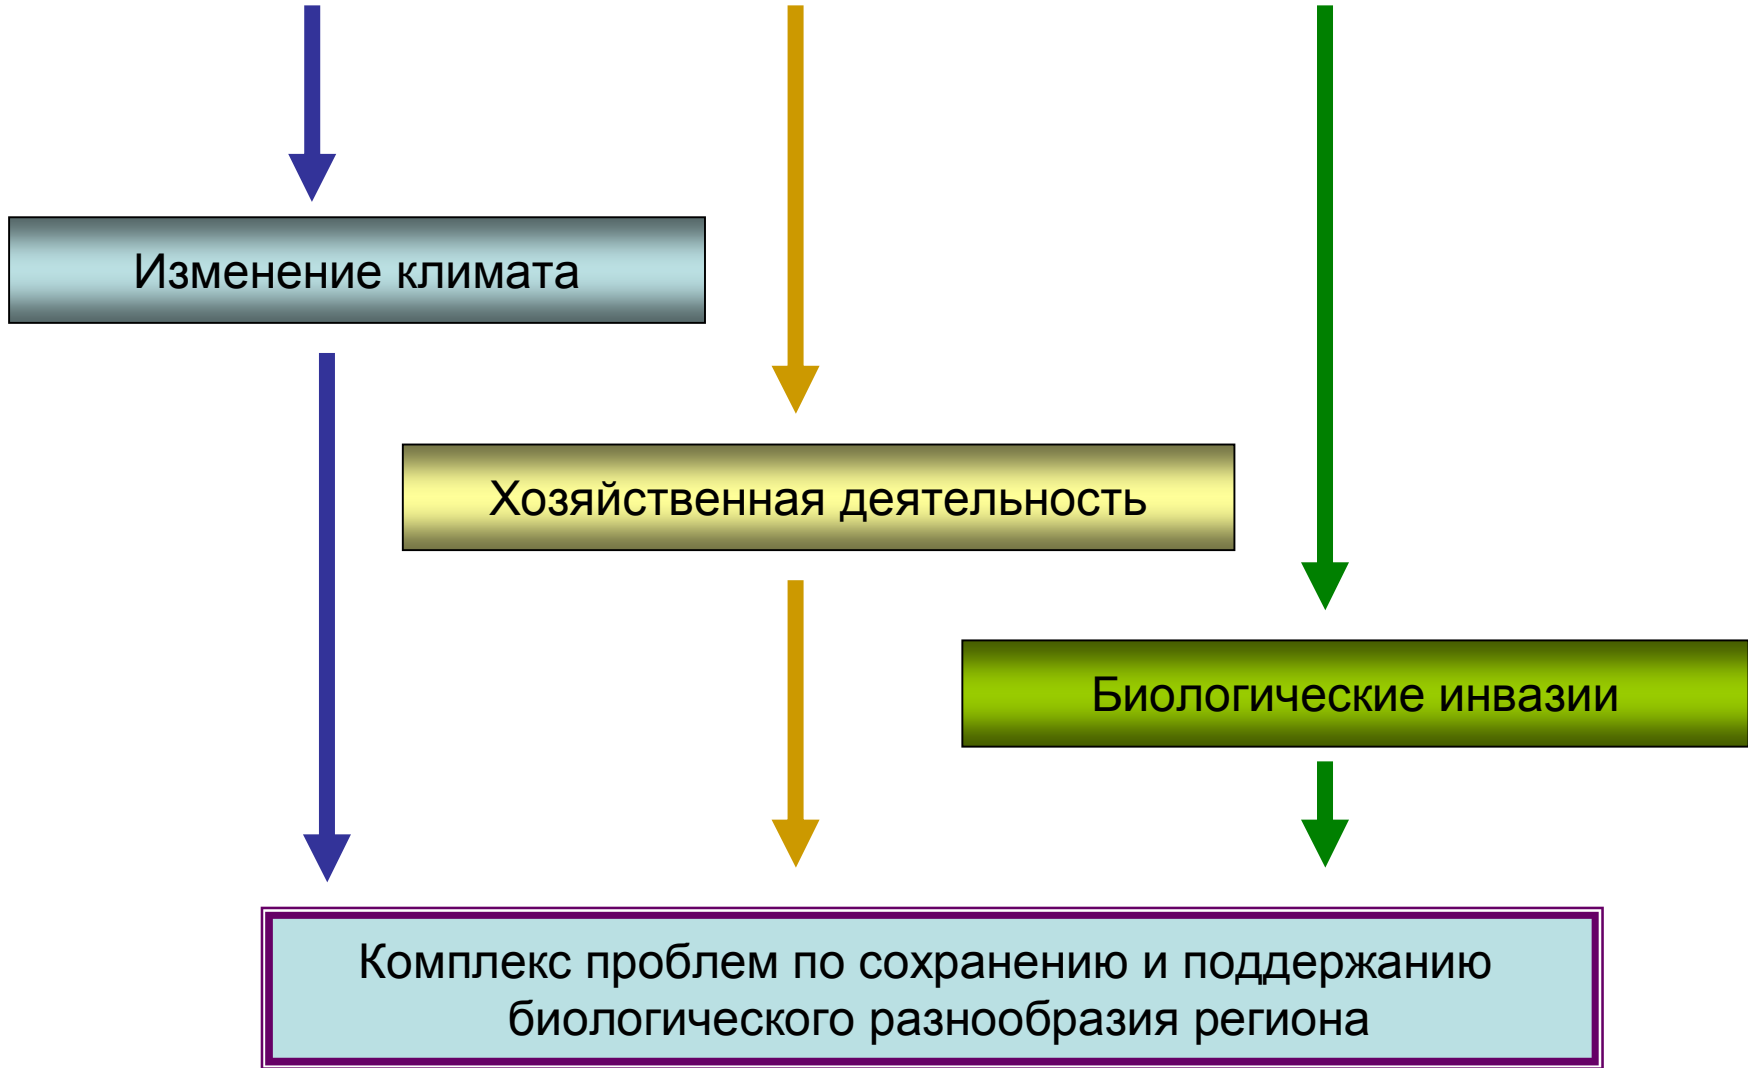 Изменение климата
Хозяйственная деятельность
Биологические инвазии
Комплекс проблем по сохранению и поддержанию
биологического разнообразия региона